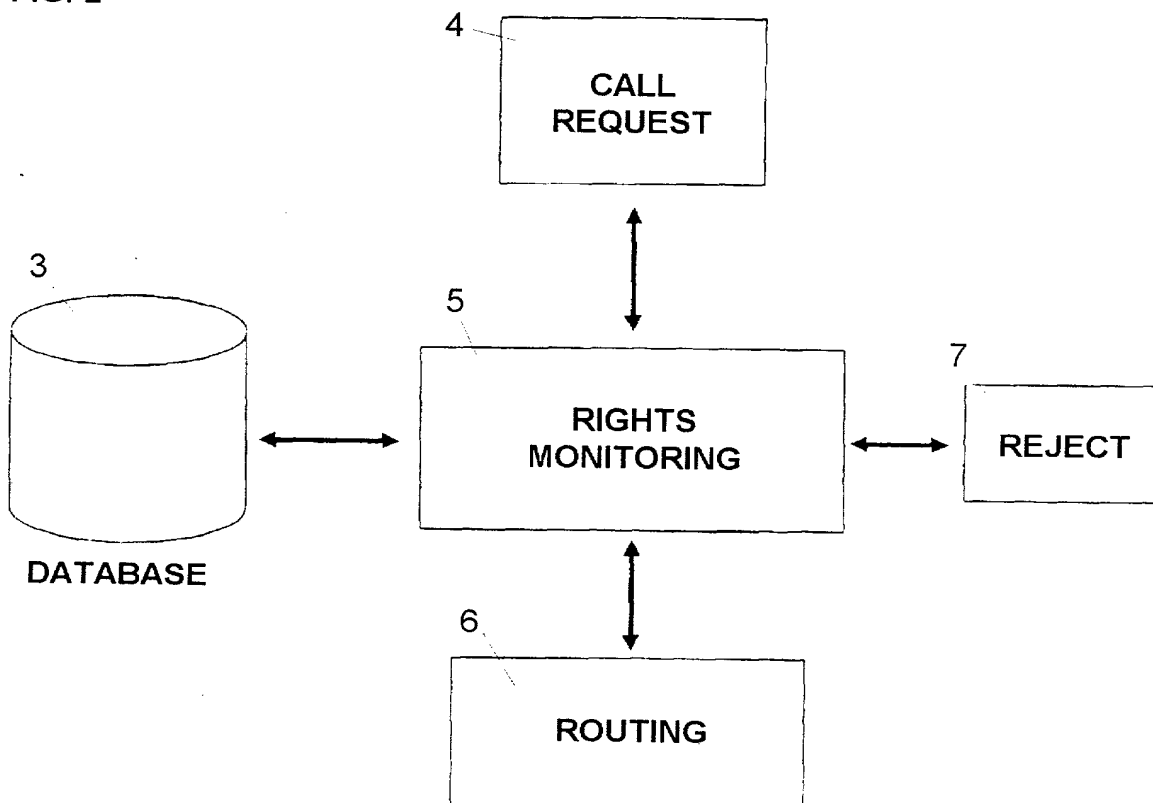 4
CALL
REQUEST
3
5
7
RIGHTS
MONITORING
REJECT
DATABASE
6
ROUTING